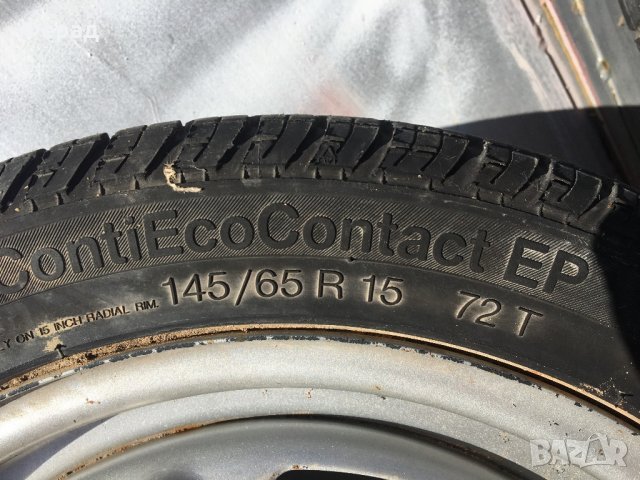 ContiEcoContact EP
145/65 R 15 72 T
ON 15 INCH RADIAL RIM.
BAZAR